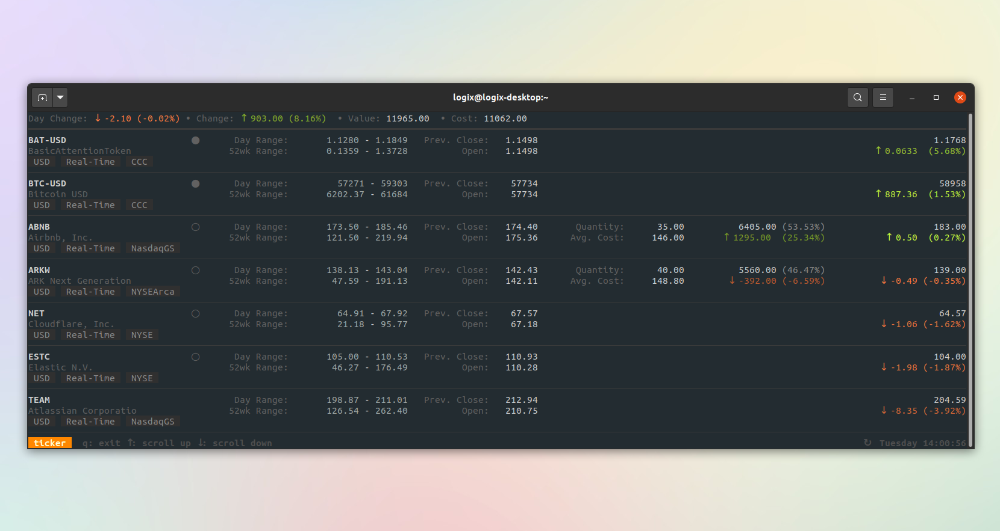 logix@logix-desktop:~
Day Change: ↓ -2.10 (-0.02%) • Change: ↑ 903.00 (8.16%) • Value: 11965.00 • Cost: 11062.00
BAT-USD ● Day Range: 1.1280 - 1.1849 Prev. Close: 1.1498 1.1768
BasicAttentionToken 52wk Range: 0.1359 - 1.3728 Open: 1.1498 ↑ 0.0633 (5.68%)
USD Real-Time CCC
BTC-USD ● Day Range: 57271 - 59303 Prev. Close: 57734 58958
Bitcoin USD 52wk Range: 6202.37 - 61684 Open: 57734 ↑ 887.36 (1.53%)
USD Real-Time CCC
ABNB ○ Day Range: 173.50 - 185.46 Prev. Close: 174.40 Quantity: 35.00 6405.00 (53.53%) 183.00
Airbnb, Inc. 52wk Range: 121.50 - 219.94 Open: 175.36 Avg. Cost: 146.00 ↑ 1295.00 (25.34%) ↑ 0.50 (0.27%)
USD Real-Time NasdaqGS
ARKW ○ Day Range: 138.13 - 143.04 Prev. Close: 142.43 Quantity: 40.00 5560.00 (46.47%) 139.00
ARK Next Generation 52wk Range: 47.59 - 191.13 Open: 142.11 Avg. Cost: 148.80 ↓ -392.00 (-6.59%) ↓ -0.49 (-0.35%)
USD Real-Time NYSEArca
NET ○ Day Range: 64.91 - 67.92 Prev. Close: 67.57 64.57
Cloudflare, Inc. 52wk Range: 21.18 - 95.77 Open: 67.18 ↓ -1.06 (-1.62%)
USD Real-Time NYSE
ESTC ○ Day Range: 105.00 - 110.53 Prev. Close: 110.93 104.00
Elastic N.V. 52wk Range: 46.27 - 176.49 Open: 110.28 ↓ -1.98 (-1.87%)
USD Real-Time NYSE
TEAM Day Range: 198.87 - 211.01 Prev. Close: 212.94 204.59
Atlassian Corporatio 52wk Range: 126.54 - 262.40 Open: 210.75 ↓ -8.35 (-3.92%)
USD Real-Time NasdaqGS
ticker q: exit ↑: scroll up ↓: scroll down ↻ Tuesday 14:00:56